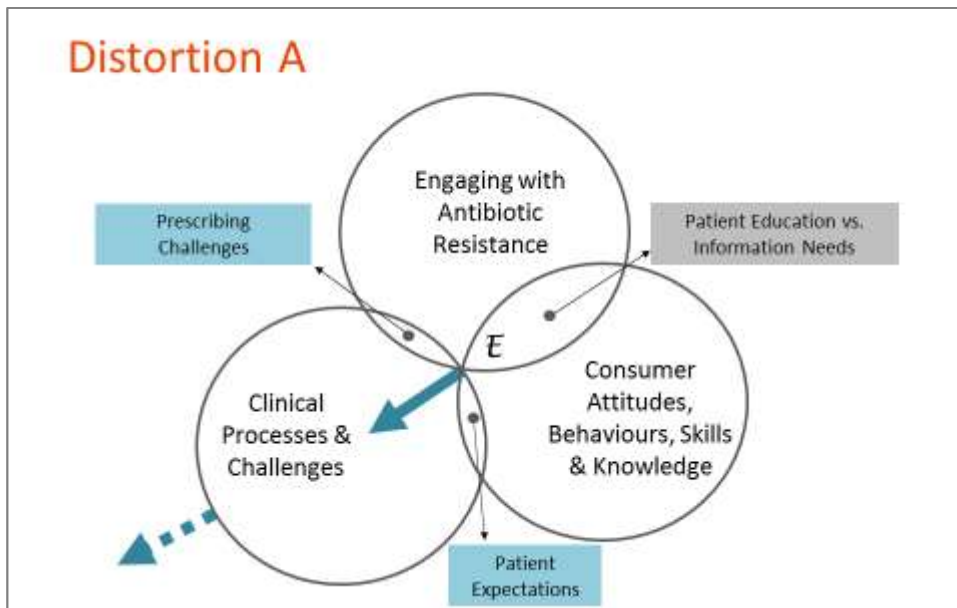 Distortion A
Engaging with
Antibiotic
Resistance
Prescribing
Challenges
Patient Education vs.
Information Needs
E
Consumer
Attitudes,
Behaviours, Skills
& Knowledge
Clinical
Processes &
Challenges
Patient
Expectations